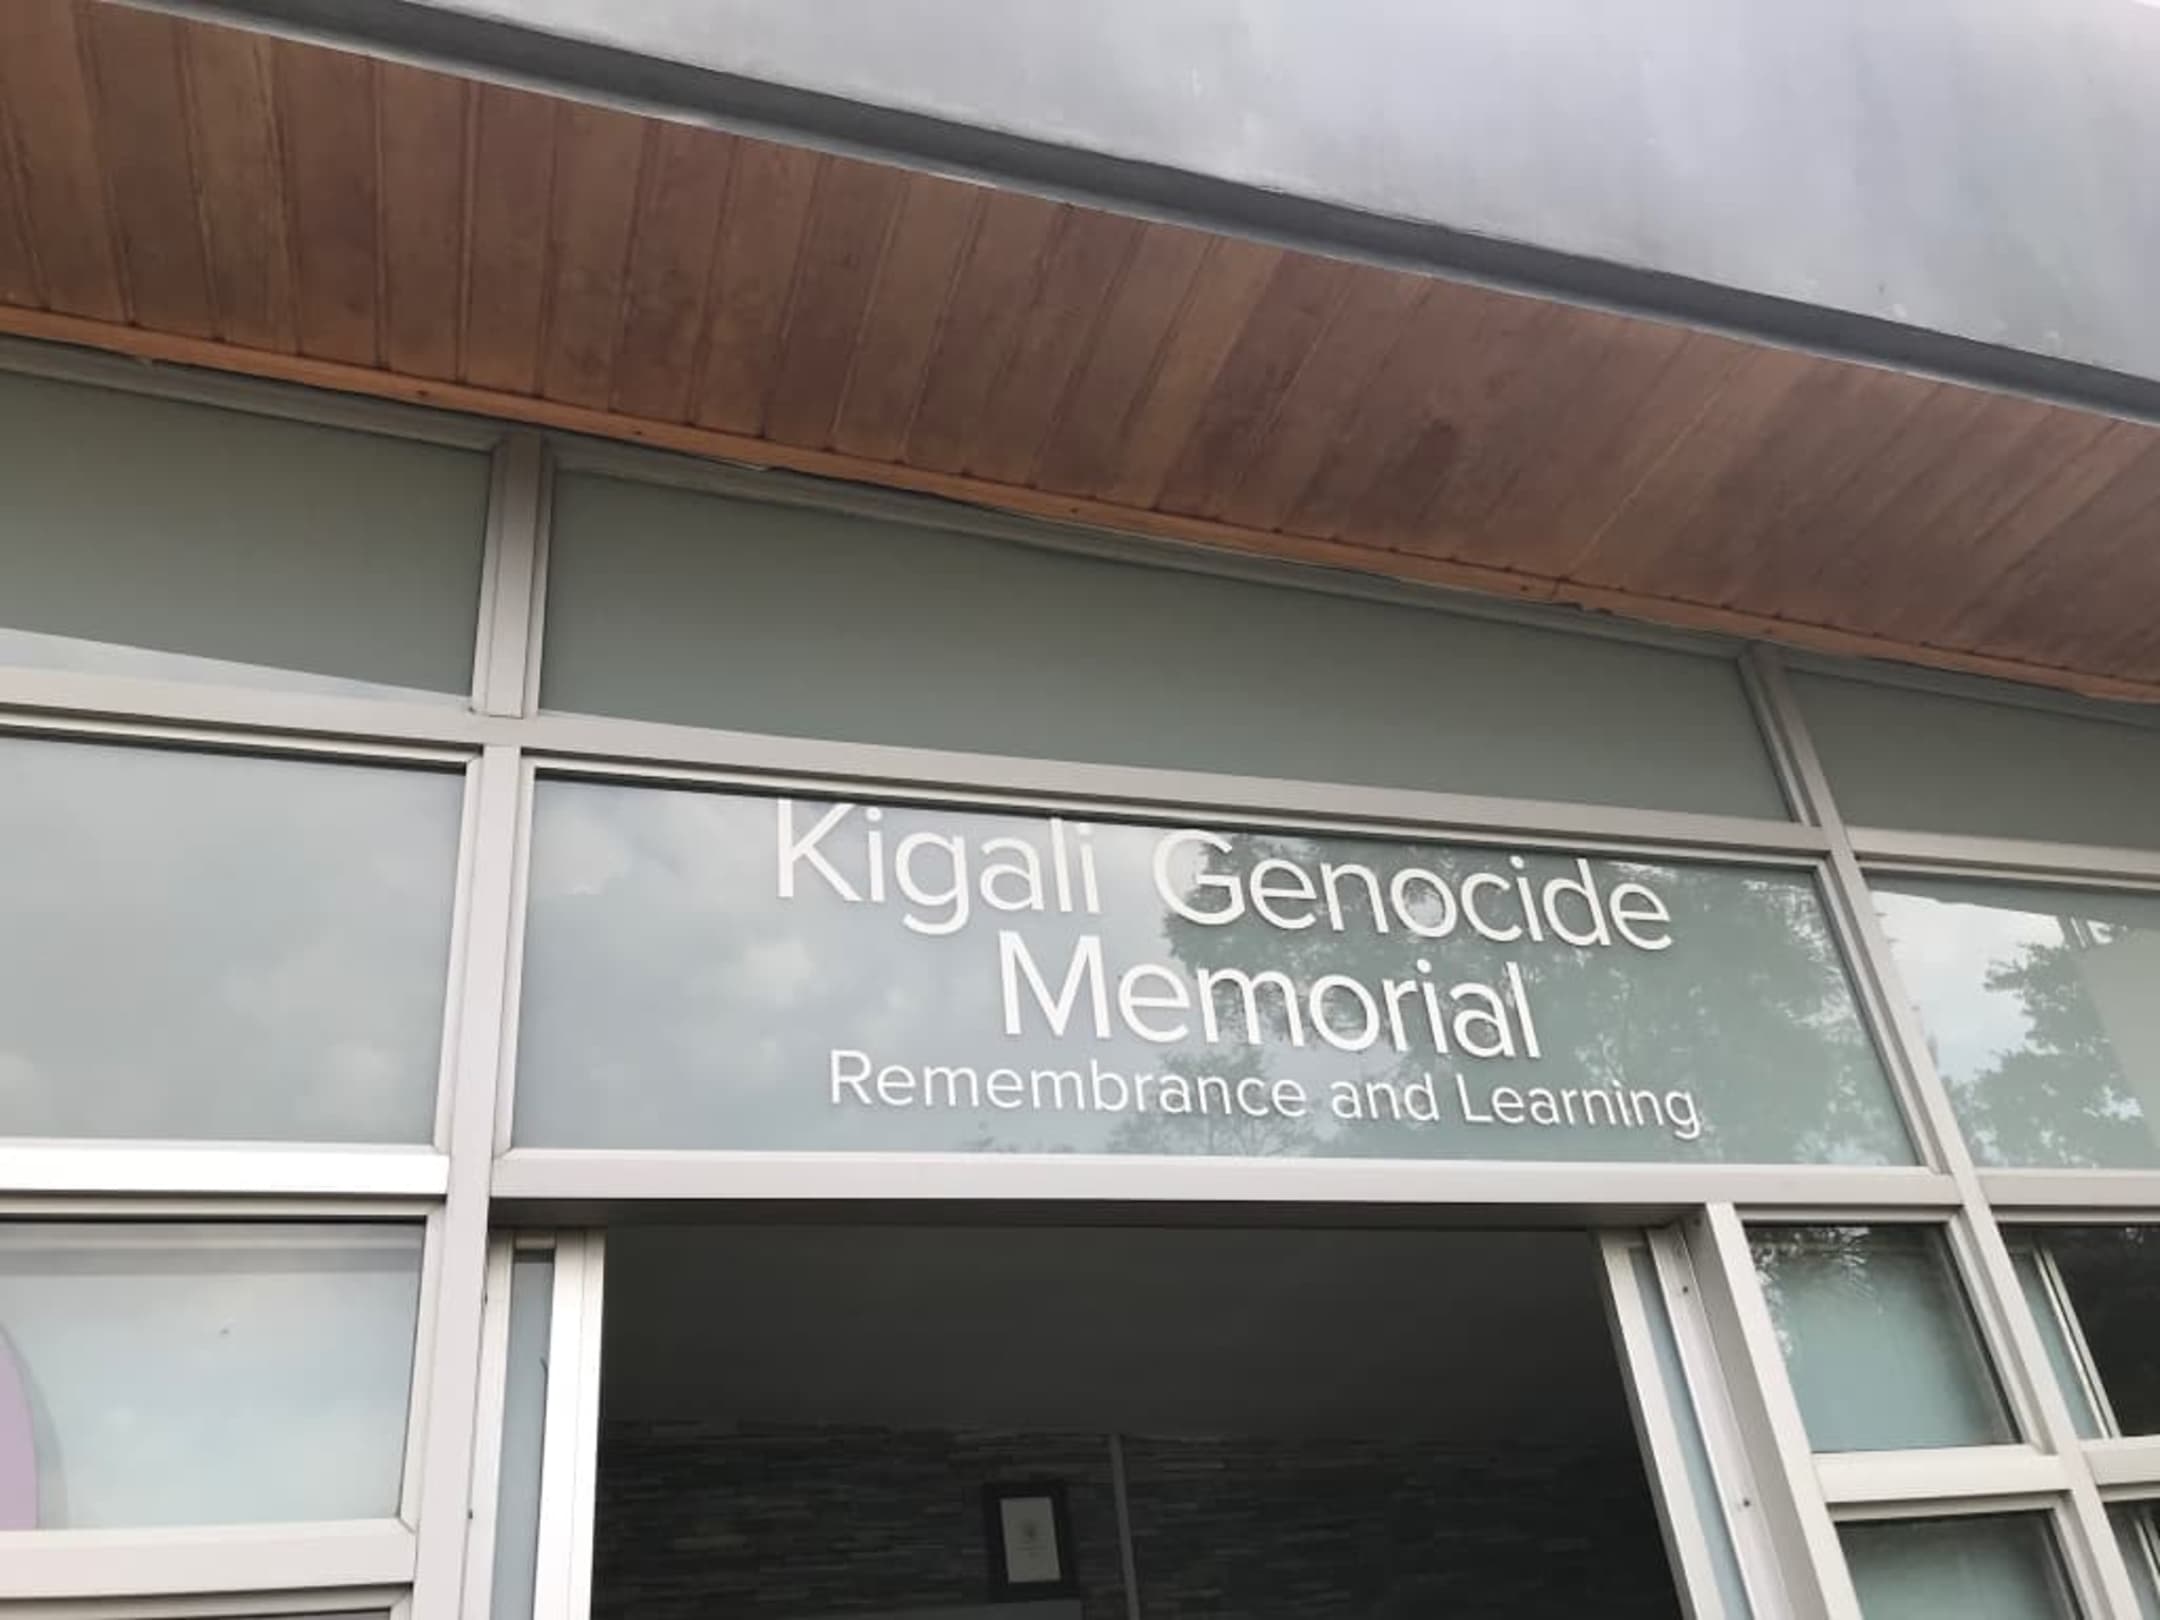 Kigali Genocide
Memorial
Remembrance and Learning